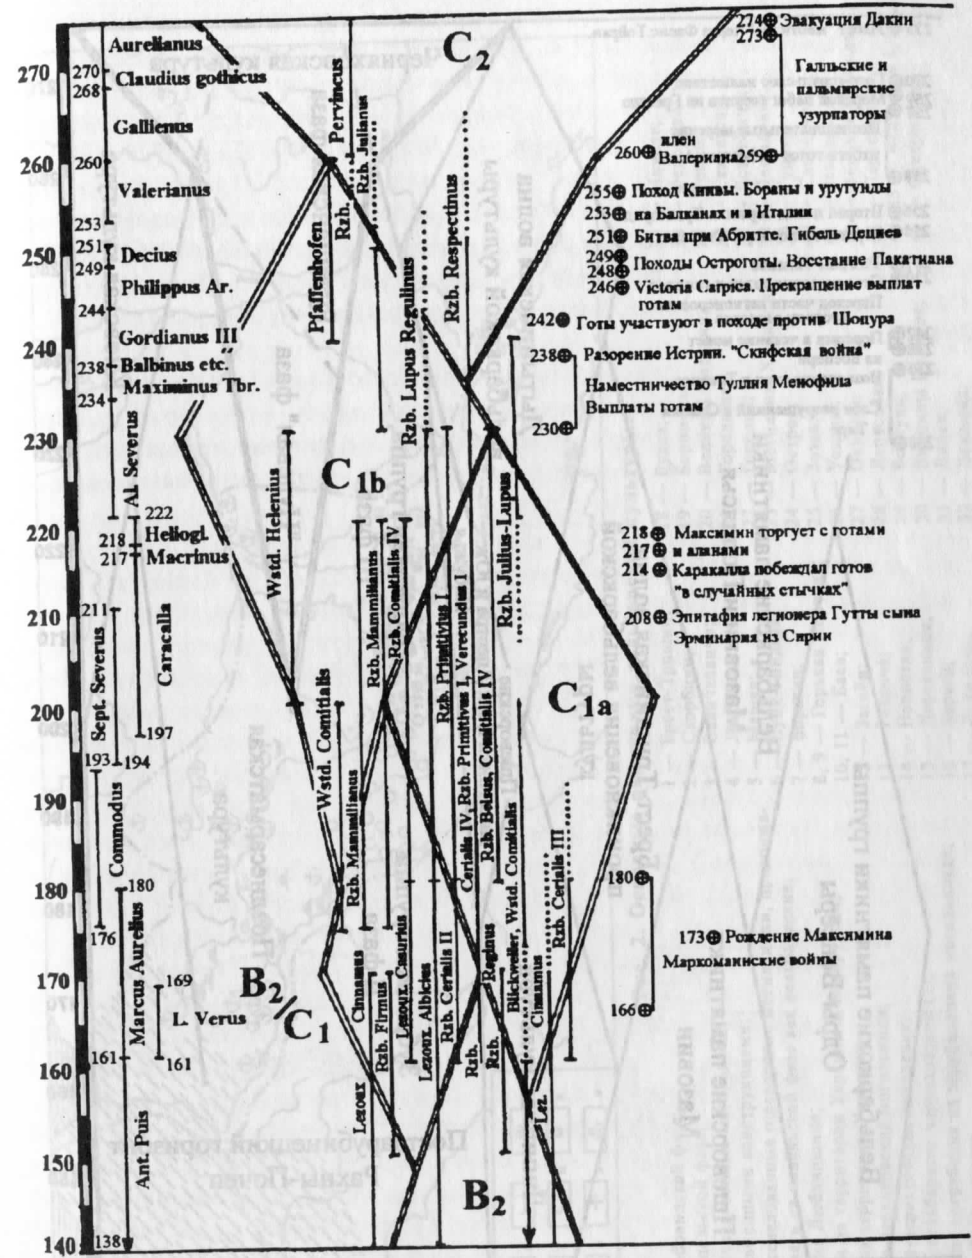 270
260
250
240
230
220
210
200
190
180
170
160
150
140
Aurelianus
270
Claudius gothicus
268
Gallienus
260
Valerianus
253
251
Decius
249
Philippus Ar.
244
Gordianus III
238
Balbinus etc.
Maximinus Tbr.
234
Al. Severus
222
Heliogl.
218
Macrinus
217
211
Sept. Severus
Caracalla
197
193
194
Commodus
180
176
Marcus Aurelius
169
L. Verus
161
161
Ant. Puis
138
C2
C1b
C1a
B2/C1
B2
Rzb. Pervincus
Rzb. Julianus
Pfaffenhofen
Rzb. Lupus Regulinus
Rzb. Respectinus
Wstd. Helenius
Wstd. Comitialis
Rzb. Mammilianus
Rzb. Mammilianus
Rzb. Comitialis IV
Rzb. Primitivius I
Cerialis IV, Rzb. Primitivus I, Verecundus I
Rzb. Belsus, Comitialis IV
Rzb. Julius-Lupus
Blickweiler, Wstd. Comitialis
Rzb. Cerialis III
Lezoux Cinnamus
Rzb. Firmus
Lezoux. Casurius
Lezoux. Albicius
Rzb. Cerialis II
Rzb. Reginus
Rzb.
Lez. Cinnamus
274 Эвакуация Дакии
273
Галльские и
пальмирские
узурпаторы
260 плен
Валериана 259
255 Поход Книвы. Бораны и уругунды
253 на Балканах и в Италии
251 Битва при Абритте. Гибель Дециев
249
248 Походы Остроготы. Восстание Пакатиана
246 Victoria Carpica. Прекращение выплат
готам
242 Готы участвуют в походе против Шапура
238 Разорение Истрии. "Скифская война"
Наместничество Туллия Менофила
Выплаты готам
230
218 Максимин торгует с готами
217 и аланами
214 Каракалла побеждал готов
"в случайных стычках"
208 Эпитафия легионера Гутты сына
Эрминария из Сирии
180
173 Рождение Максимина
Маркоманнские войны
166